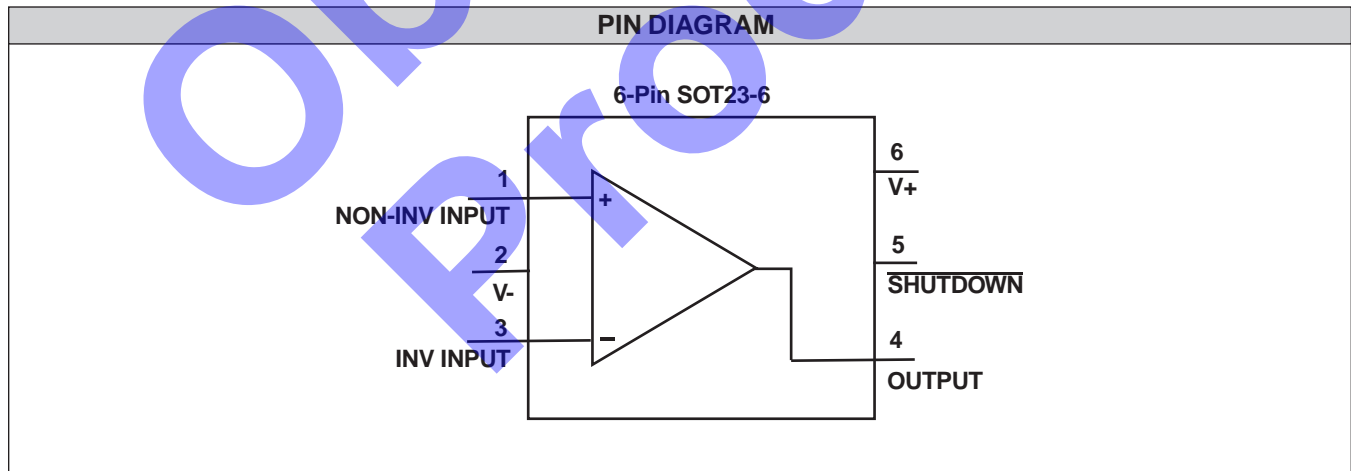 PIN DIAGRAM
6-Pin SOT23-6
1
NON-INV INPUT
+
2
V-
3
INV INPUT
–
6
V+
5
SHUTDOWN
4
OUTPUT
Pro